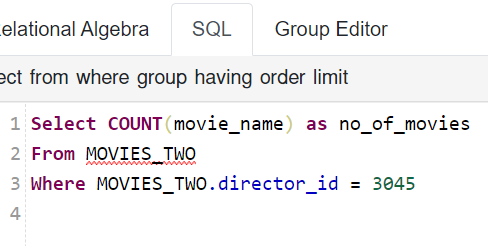 elational Algebra SQL Group Editor
ect from where group having order limit
1 Select COUNT(movie_name) as no_of_movies
2 From MOVIES_TWO
3 Where MOVIES_TWO.director_id = 3045
4